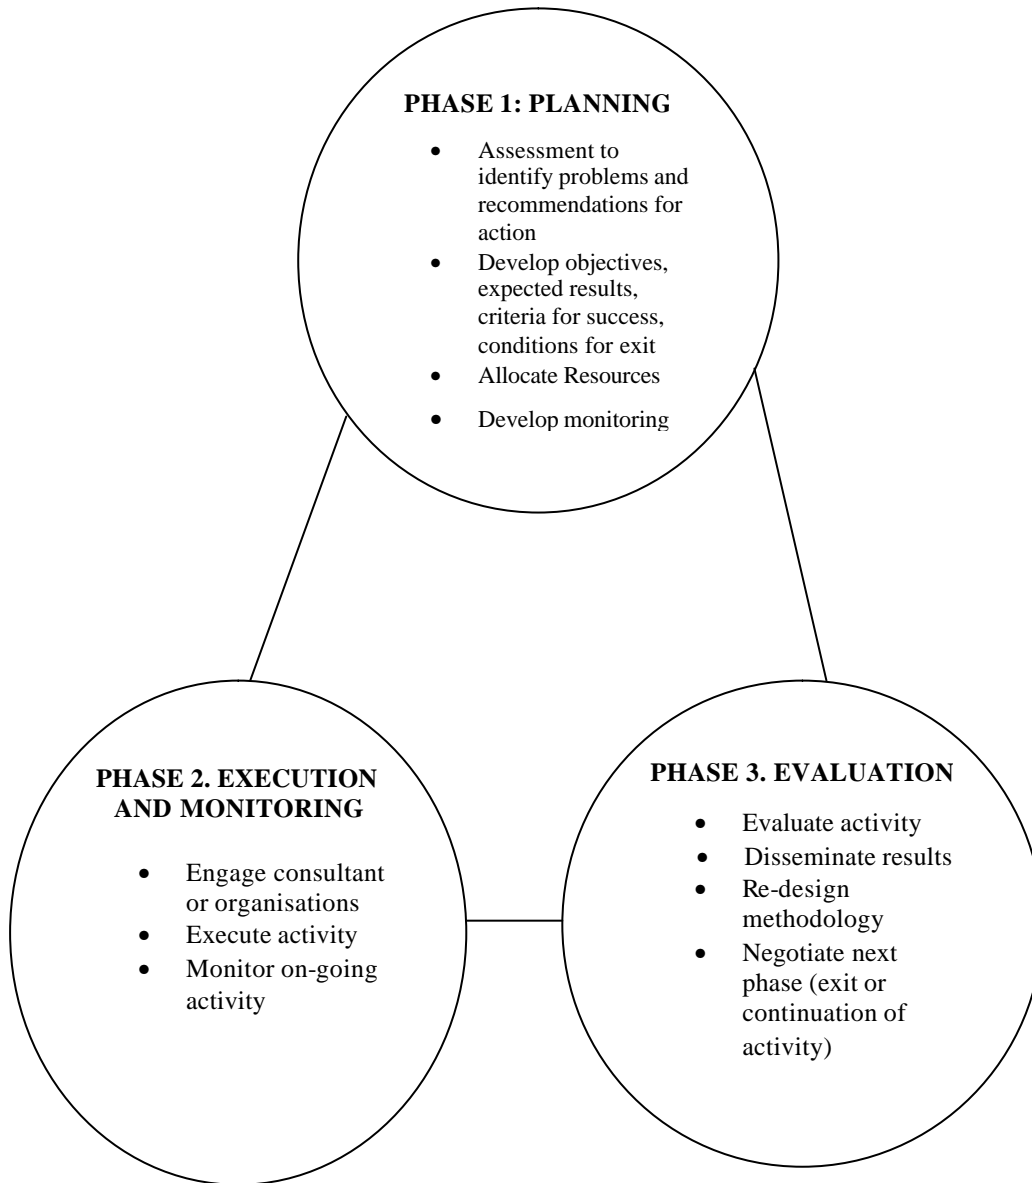 PHASE 1: PLANNING
• Assessment to
identify problems and
recommendations for
action
• Develop objectives,
expected results,
criteria for success,
conditions for exit
• Allocate Resources
• Develop monitoring
PHASE 2. EXECUTION
AND MONITORING
• Engage consultant
or organisations
• Execute activity
• Monitor on-going
activity
PHASE 3. EVALUATION
• Evaluate activity
• Disseminate results
• Re-design
methodology
• Negotiate next
phase (exit or
continuation of
activity)